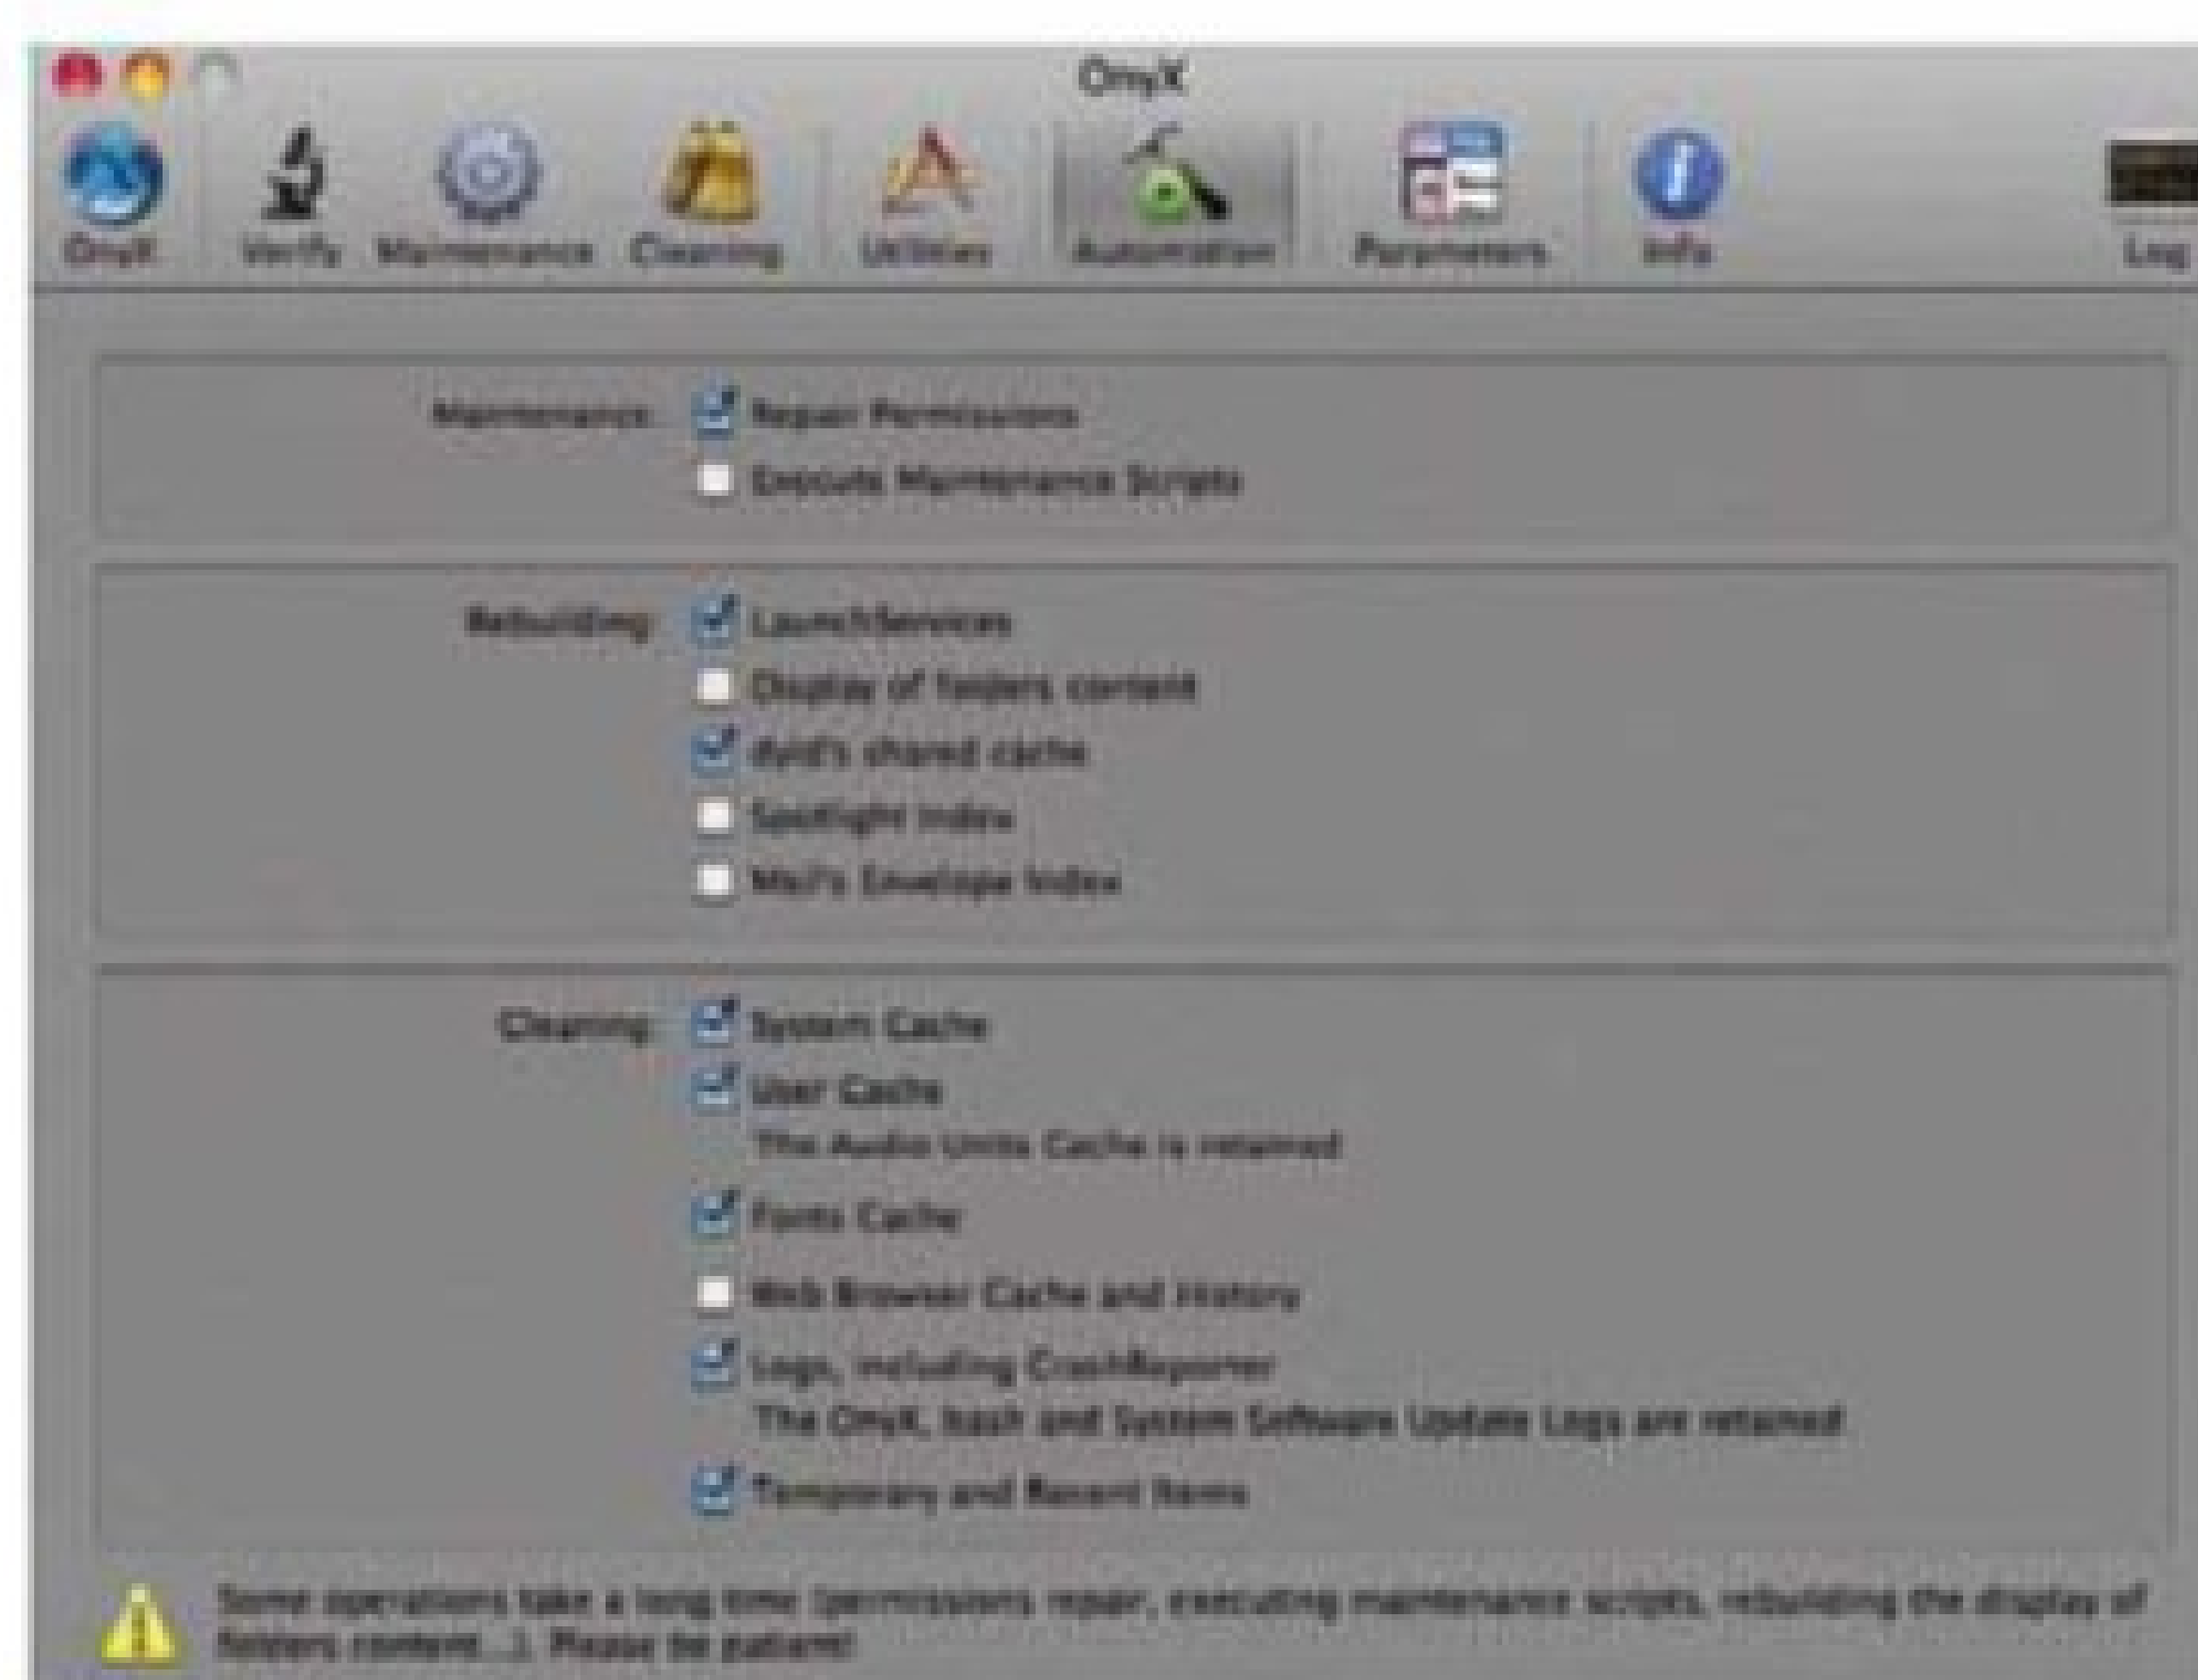 OnyX
OnyX Verify Maintenance Cleaning Utilities Automation Parameters Info Log
Maintenance Repair Permissions
Execute Maintenance Scripts
Rebuilding LaunchServices
Display of folders content
dyld's shared cache
Spotlight Index
Mail's Envelope Index
Cleaning System Cache
User Cache
The Audio Units Cache is retained
Fonts Cache
Web Browser Cache and History
Logs, including CrashReporter
The OnyX, bash and System Software Update Logs are retained
Temporary and Recent Items
Some operations take a long time (permissions repair, executing maintenance scripts, rebuilding the display of
folders content...). Please be patient!